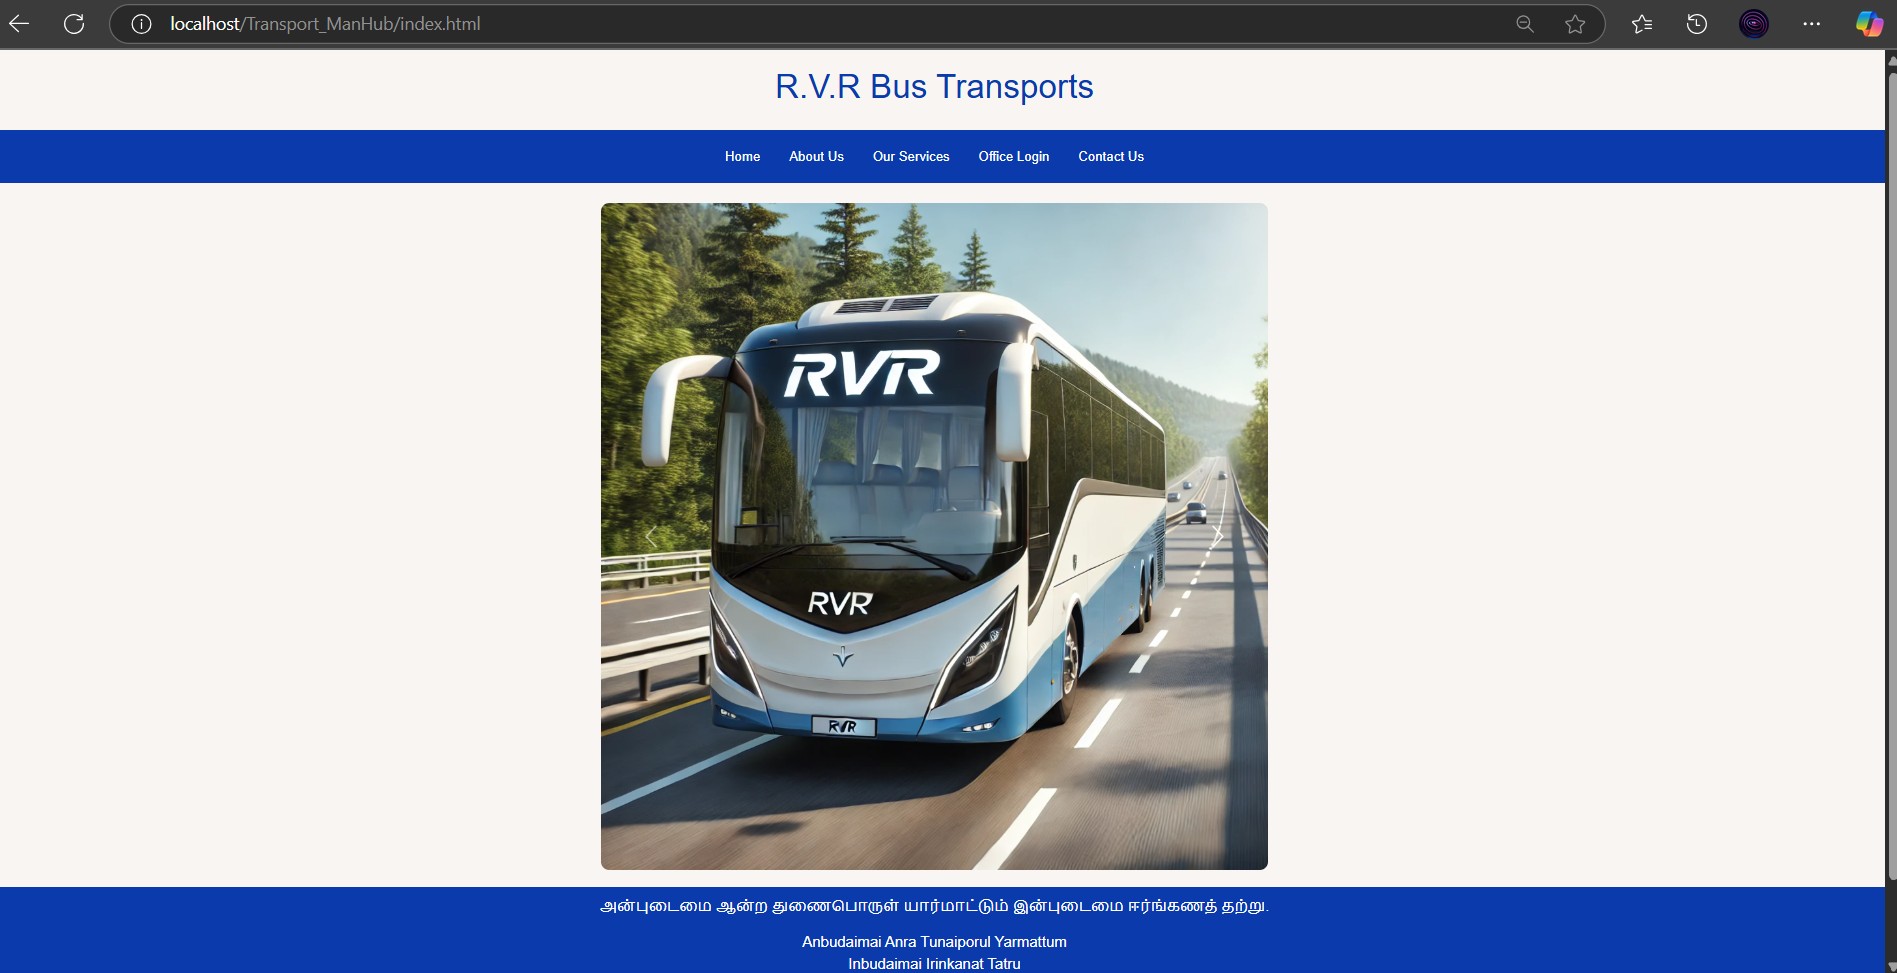 localhost/Transport_ManHub/index.html
R.V.R Bus Transports
Home About Us Our Services Office Login Contact Us
RVR
RVR
RVR
அன்புடைமை ஆன்ற துணைபொருள் யார்மாட்டும் இன்புடைமை ஈர்ங்கணத் தற்று.
Anbudaimai Anra Tunaiporul Yarmattum
Inbudaimai Irinkanat Tatru